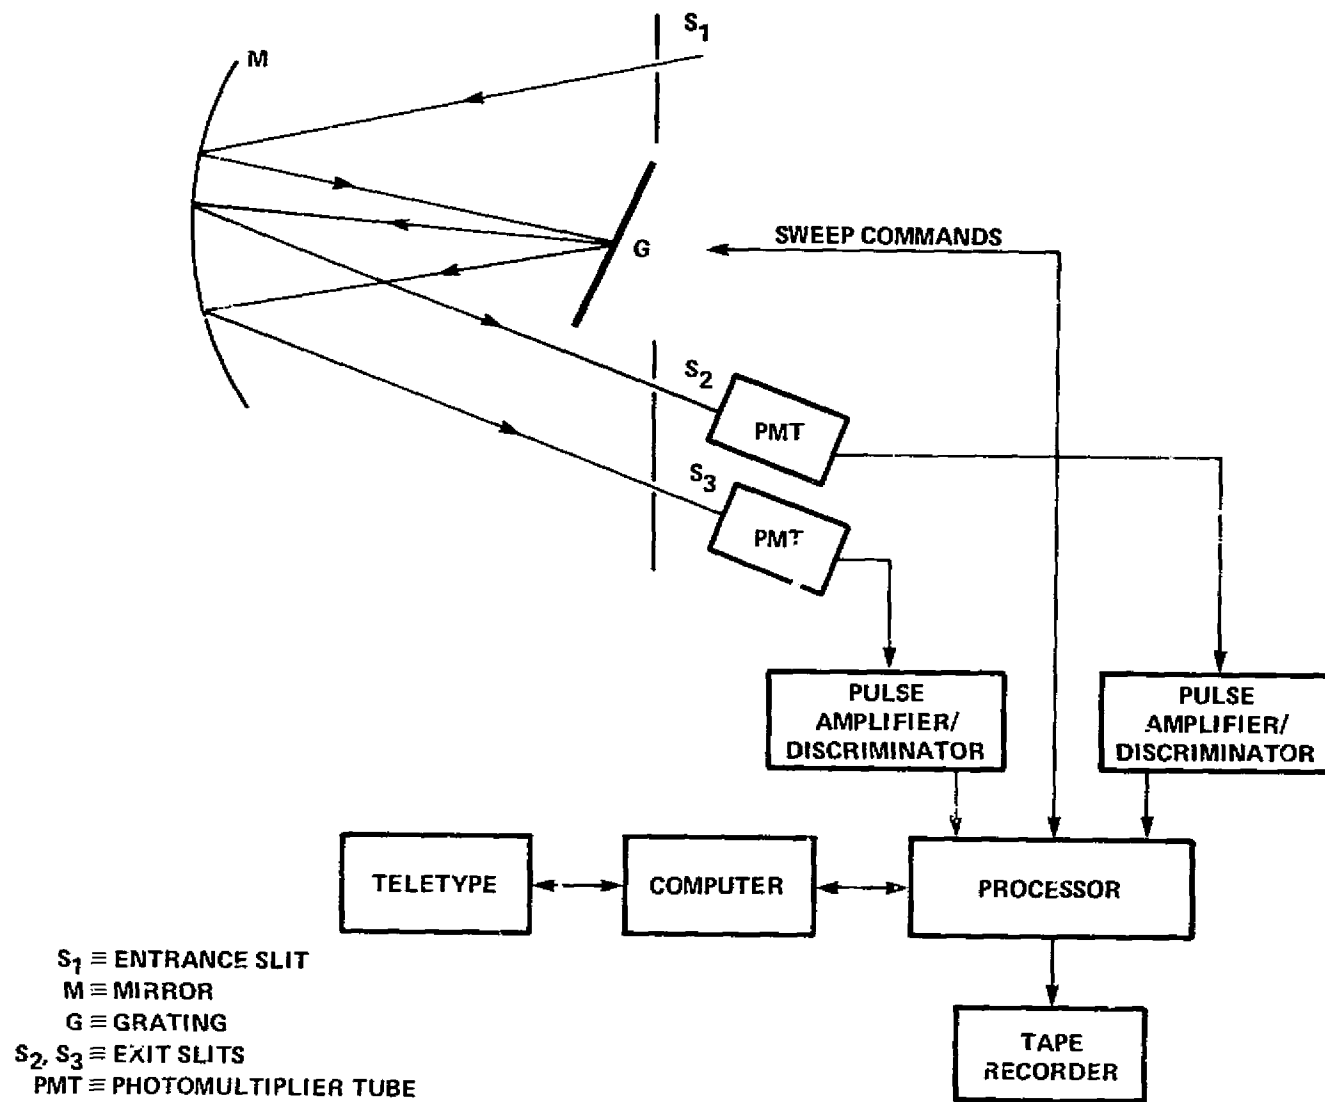 M
S1
G
SWEEP COMMANDS
S2
PMT
S3
PMT
PULSE
AMPLIFIER/
DISCRIMINATOR
PULSE
AMPLIFIER/
DISCRIMINATOR
TELETYPE
COMPUTER
PROCESSOR
S1 ≡ ENTRANCE SLIT
M ≡ MIRROR
G ≡ GRATING
S2, S3 ≡ EXIT SLITS
PMT ≡ PHOTOMULTIPLIER TUBE
TAPE
RECORDER